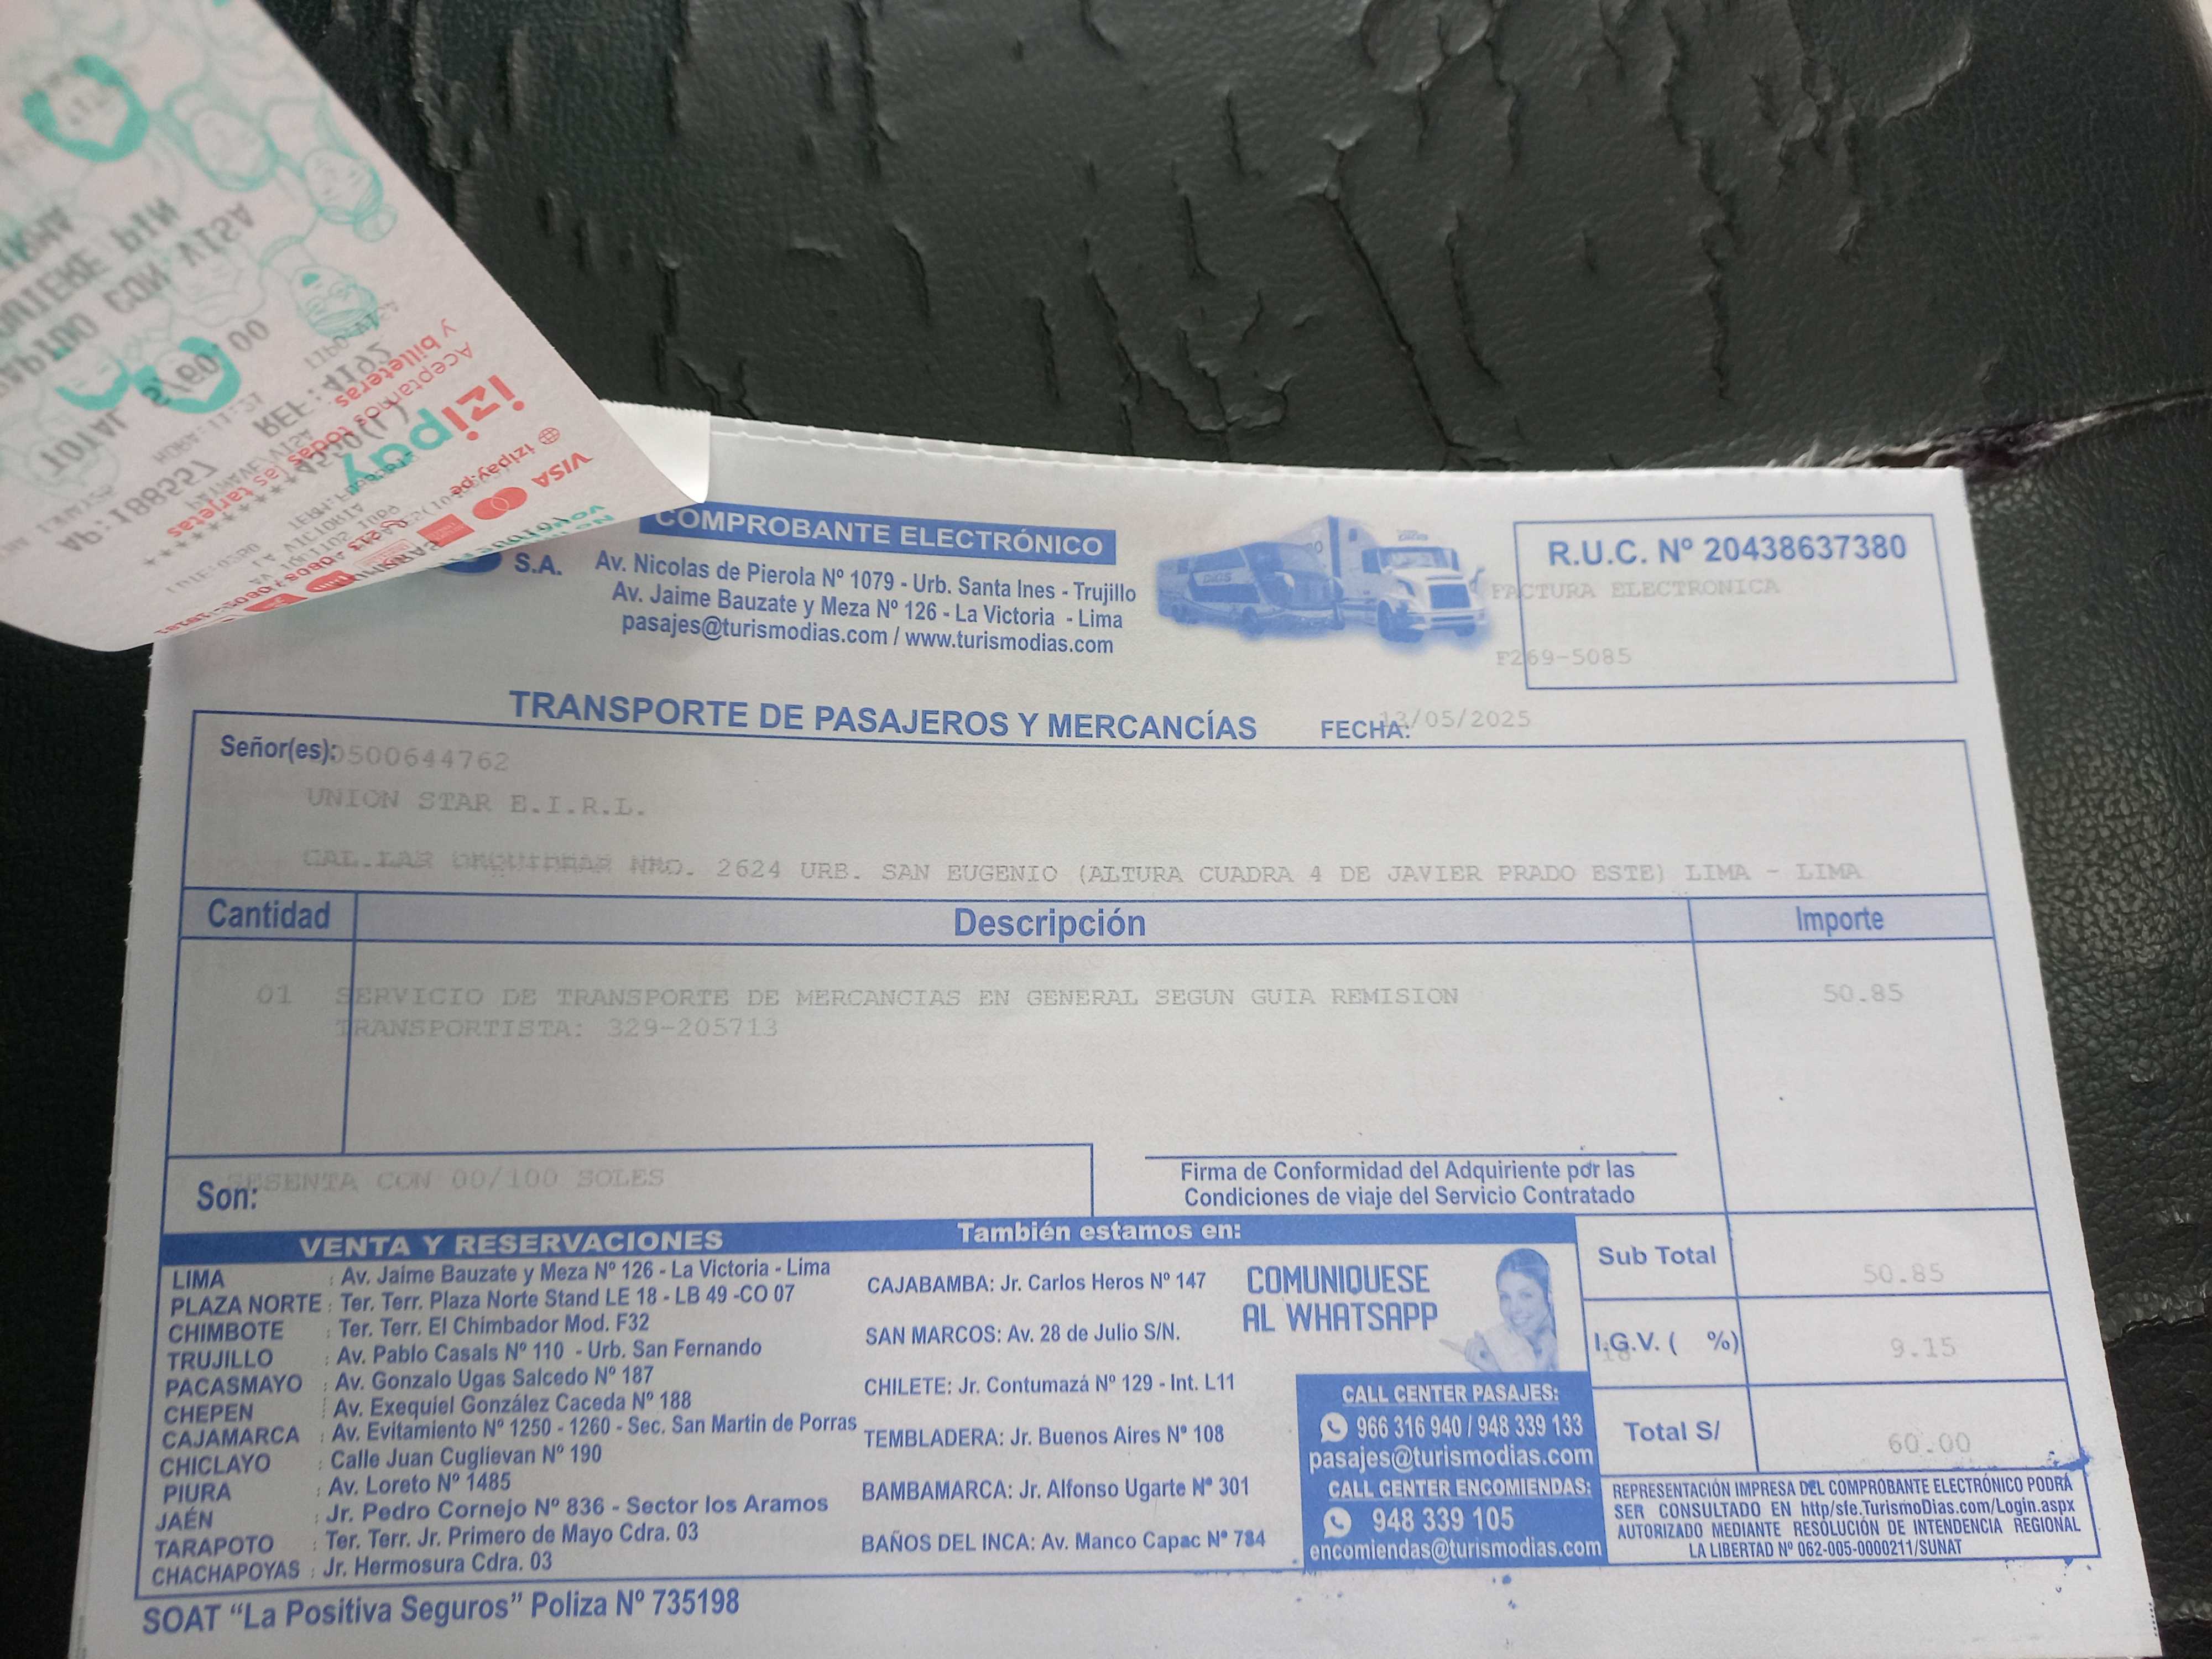 COMPROBANTE ELECTRÓNICO
S.A.
Av. Nicolas de Pierola Nº 1079 - Urb. Santa Ines - Trujillo
Av. Jaime Bauzate y Meza Nº 126 - La Victoria - Lima
pasajes@turismodias.com / www.turismodias.com
R.U.C. Nº 20438637380
FACTURA ELECTRONICA
F269-5085
TRANSPORTE DE PASAJEROS Y MERCANCÍAS
FECHA: 13/05/2025
Señor(es): 0500644762
UNION STAR E.I.R.L.
NRO. 2624 URB. SAN EUGENIO (ALTURA CUADRA 4 DE JAVIER PRADO ESTE) LIMA - LIMA
Cantidad Descripción Importe
01 SERVICIO DE TRANSPORTE DE MERCANCIAS EN GENERAL SEGUN GUIA REMISION 50.85
TRANSPORTISTA: 329-205713
Son: SESENTA CON 00/100 SOLES
Firma de Conformidad del Adquiriente por las
Condiciones de viaje del Servicio Contratado
VENTA Y RESERVACIONES
LIMA : Av. Jaime Bauzate y Meza Nº 126 - La Victoria - Lima
PLAZA NORTE : Ter. Terr. Plaza Norte Stand LE 18 - LB 49 -CO 07
CHIMBOTE : Ter. Terr. El Chimbador Mod. F32
TRUJILLO : Av. Pablo Casals Nº 110 - Urb. San Fernando
PACASMAYO : Av. Gonzalo Ugas Salcedo Nº 187
CHEPEN : Av. Exequiel González Caceda Nº 188
CAJAMARCA : Av. Evitamiento Nº 1250 - 1260 - Sec. San Martin de Porras
CHICLAYO : Calle Juan Cuglievan Nº 190
PIURA : Av. Loreto Nº 1485
JAÉN : Jr. Pedro Cornejo Nº 836 - Sector los Aramos
TARAPOTO : Ter. Terr. Jr. Primero de Mayo Cdra. 03
CHACHAPOYAS : Jr. Hermosura Cdra. 03
También estamos en:
CAJABAMBA: Jr. Carlos Heros Nº 147
SAN MARCOS: Av. 28 de Julio S/N.
CHILETE: Jr. Contumazá Nº 129 - Int. L11
TEMBLADERA: Jr. Buenos Aires Nº 108
BAMBAMARCA: Jr. Alfonso Ugarte Nº 301
BAÑOS DEL INCA: Av. Manco Capac Nº 784
COMUNIQUESE
AL WHATSAPP
CALL CENTER PASAJES:
966 316 940 / 948 339 133
pasajes@turismodias.com
CALL CENTER ENCOMIENDAS:
948 339 105
encomiendas@turismodias.com
Sub Total 50.85
I.G.V. ( 18 %) 9.15
Total S/ 60.00
REPRESENTACIÓN IMPRESA DEL COMPROBANTE ELECTRÓNICO PODRÁ
SER CONSULTADO EN http/sfe.TurismoDias.com/Login.aspx
AUTORIZADO MEDIANTE RESOLUCIÓN DE INTENDENCIA REGIONAL
LA LIBERTAD Nº 062-005-0000211/SUNAT
SOAT “La Positiva Seguros” Poliza Nº 735198
VISA
izipay.pe
izipay
Aceptamos todas las tarjetas
y billeteras
REF:4192
AP:188557
HORA:11:21
TOTAL S/60.00
CON VISA
PIN